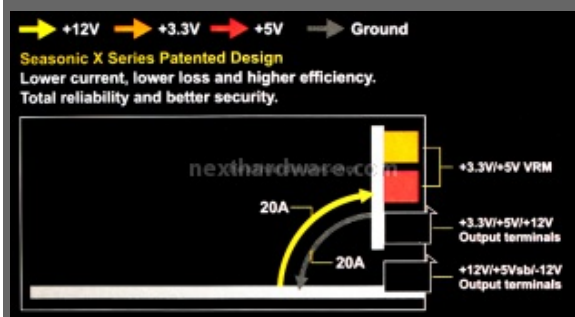 +12V +3.3V +5V Ground
Seasonic X Series Patented Design
Lower current, lower loss and higher efficiency.
Total reliability and better security.
nexthardware.com
+3.3V/+5V VRM
20A
+3.3V/+5V/+12V
Output terminals
20A
+12V/+5Vsb/-12V
Output terminals